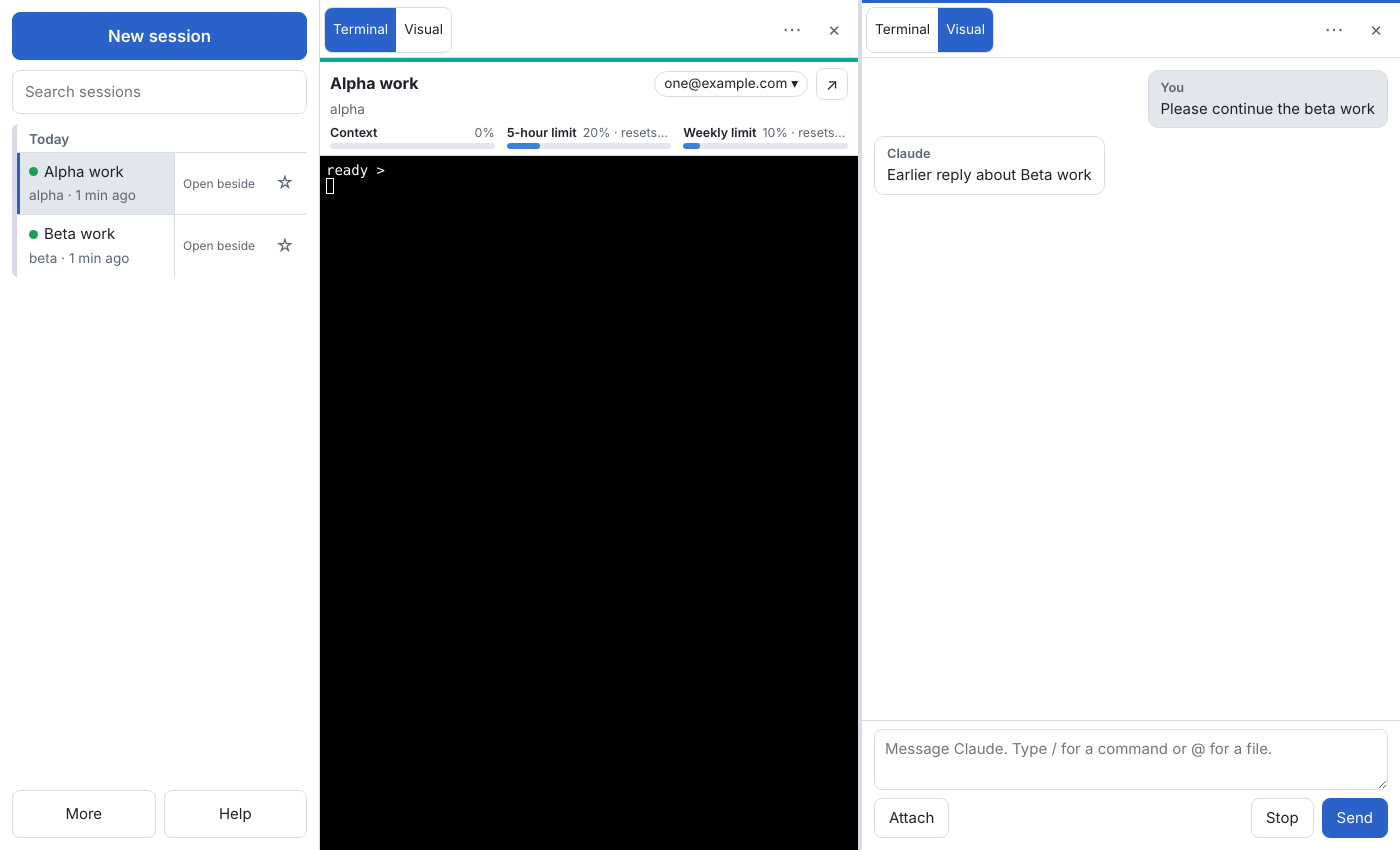 New session
Search sessions
Today
Alpha work
alpha · 1 min ago
Open beside
☆
Beta work
beta · 1 min ago
Open beside
☆
More
Help
Terminal
Visual
⋯
×
Alpha work
one@example.com ▾
↗
alpha
Context 0%
5-hour limit 20% · resets…
Weekly limit 10% · resets…
ready >
Terminal
Visual
⋯
×
You
Please continue the beta work
Claude
Earlier reply about Beta work
Message Claude. Type / for a command or @ for a file.
Attach
Stop
Send